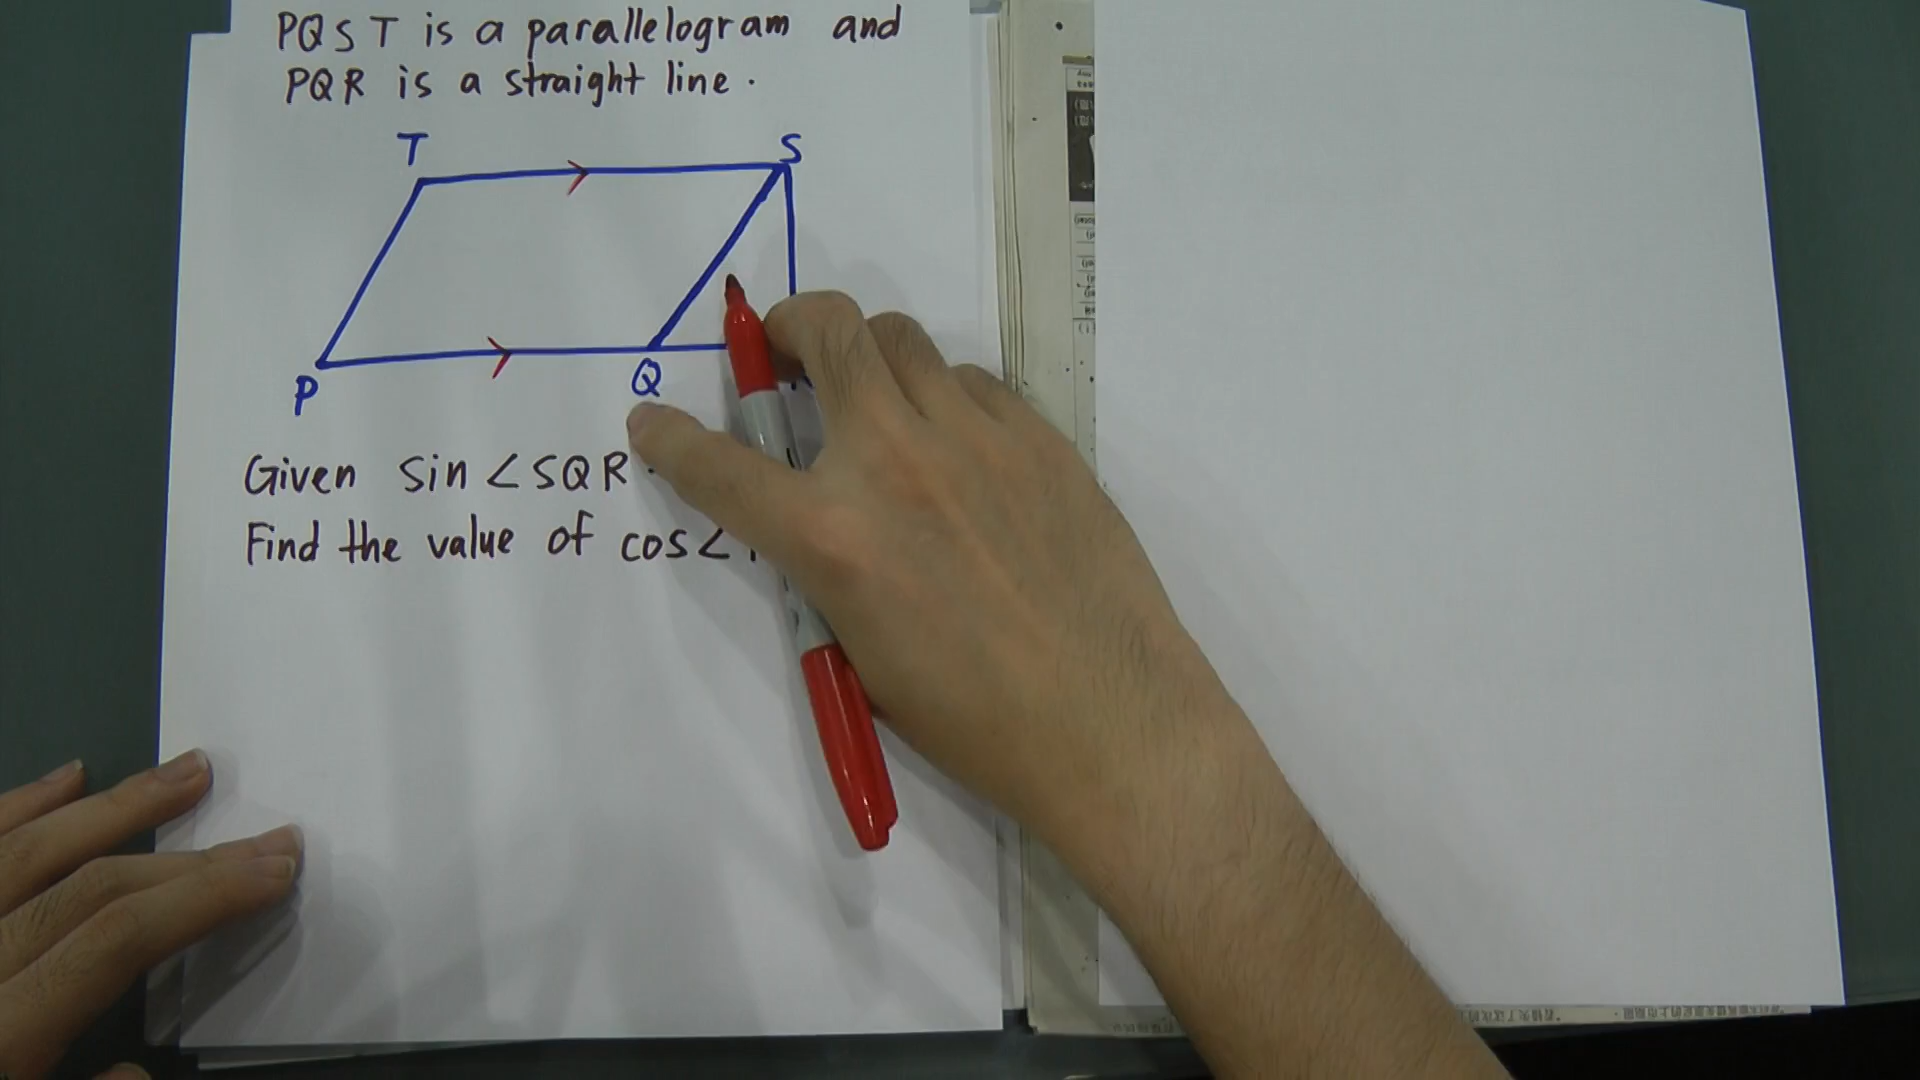 PQST is a parallelogram and
PQR is a straight line.
T
S
P
Q
Given sin ∠SQR
Find the value of cos∠